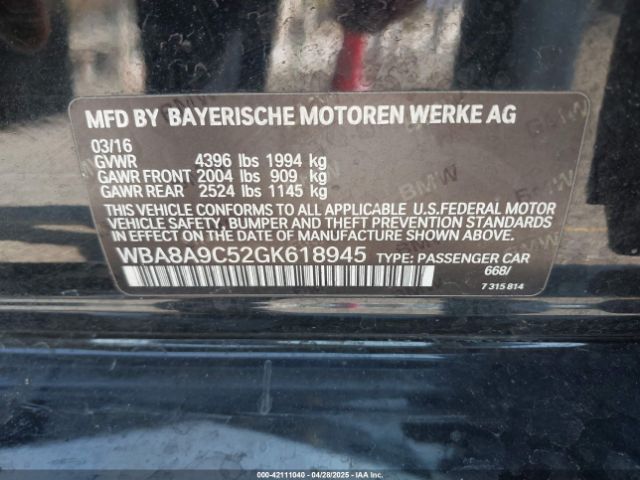 MFD BY BAYERISCHE MOTOREN WERKE AG
03/16
GVWR 4396 lbs 1994 kg
GAWR FRONT 2004 lbs 909 kg
GAWR REAR 2524 lbs 1145 kg
THIS VEHICLE CONFORMS TO ALL APPLICABLE U.S.FEDERAL MOTOR
VEHICLE SAFETY, BUMPER AND THEFT PREVENTION STANDARDS
IN EFFECT ON THE DATE OF MANUFACTURE SHOWN ABOVE.
WBA8A9C52GK618945 TYPE: PASSENGER CAR
668/
7 315 814
000-42111040 - 04/28/2025 - IAAI.COM